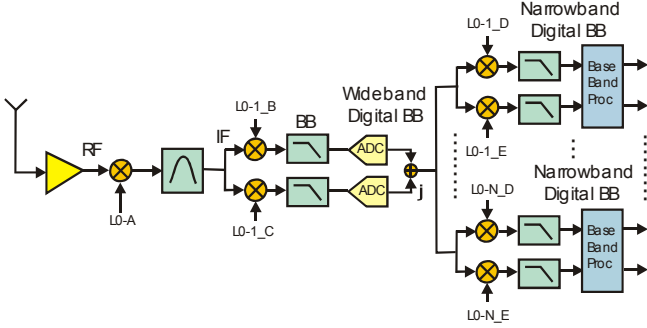 Narrowband
Digital BB
L0-1_D
Base
Band
Proc
L0-1_E
Wideband
Digital BB
L0-1_B
BB
ADC
IF
RF
L0-A
ADC
j
L0-1_C
Narrowband
Digital BB
L0-N_D
Base
Band
Proc
L0-N_E